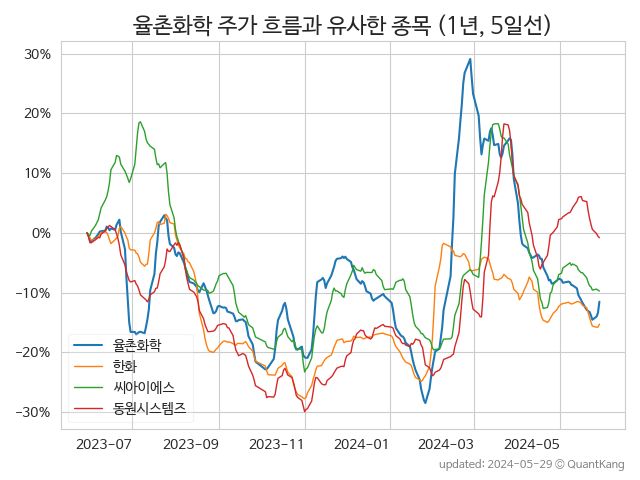 율촌화학 주가 흐름과 유사한 종목 (1년, 5일선)
30%
20%
10%
0%
−10%
−20%
−30%
율촌화학
한화
씨아이에스
동원시스템즈
2023-07 2023-09 2023-11 2024-01 2024-03 2024-05
updated: 2024-05-29 © QuantKang